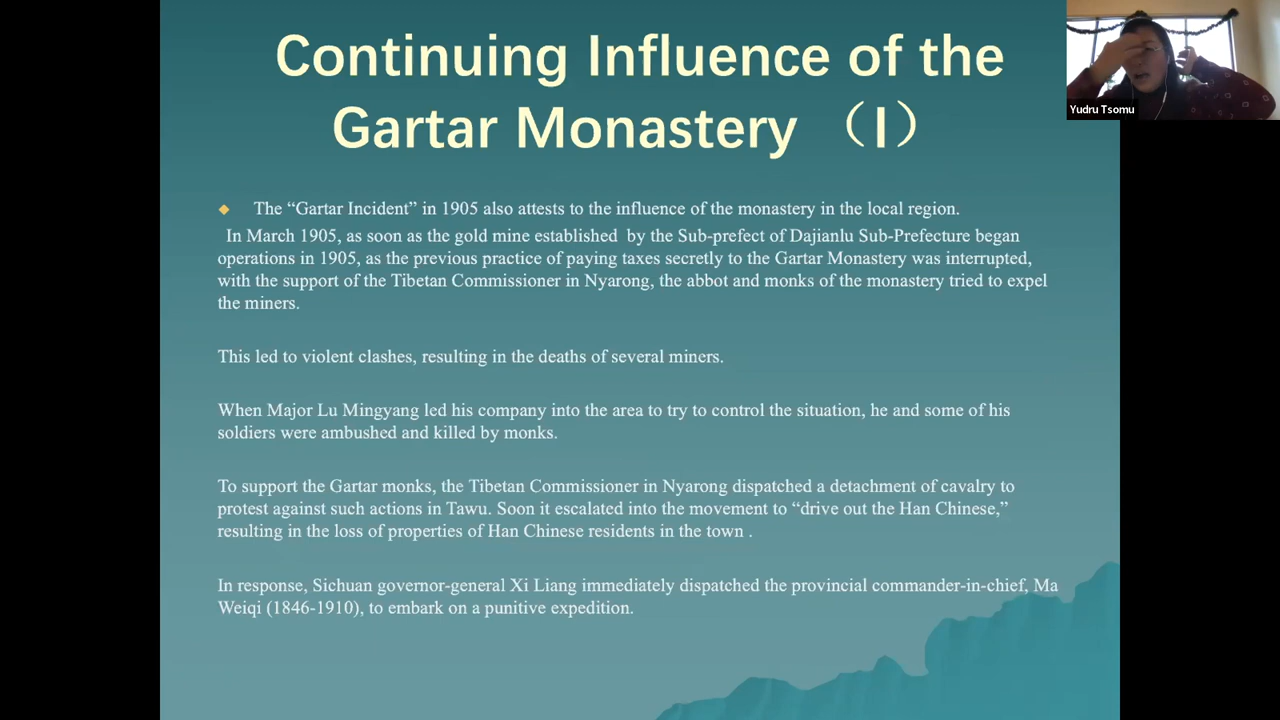 Continuing Influence of the
Gartar Monastery （I）
Yudru Tsomu
The “Gartar Incident” in 1905 also attests to the influence of the monastery in the local region.
In March 1905, as soon as the gold mine established by the Sub-prefect of Dajianlu Sub-Prefecture began
operations in 1905, as the previous practice of paying taxes secretly to the Gartar Monastery was interrupted,
with the support of the Tibetan Commissioner in Nyarong, the abbot and monks of the monastery tried to expel
the miners.
This led to violent clashes, resulting in the deaths of several miners.
When Major Lu Mingyang led his company into the area to try to control the situation, he and some of his
soldiers were ambushed and killed by monks.
To support the Gartar monks, the Tibetan Commissioner in Nyarong dispatched a detachment of cavalry to
protest against such actions in Tawu. Soon it escalated into the movement to “drive out the Han Chinese,”
resulting in the loss of properties of Han Chinese residents in the town .
In response, Sichuan governor-general Xi Liang immediately dispatched the provincial commander-in-chief, Ma
Weiqi (1846-1910), to embark on a punitive expedition.